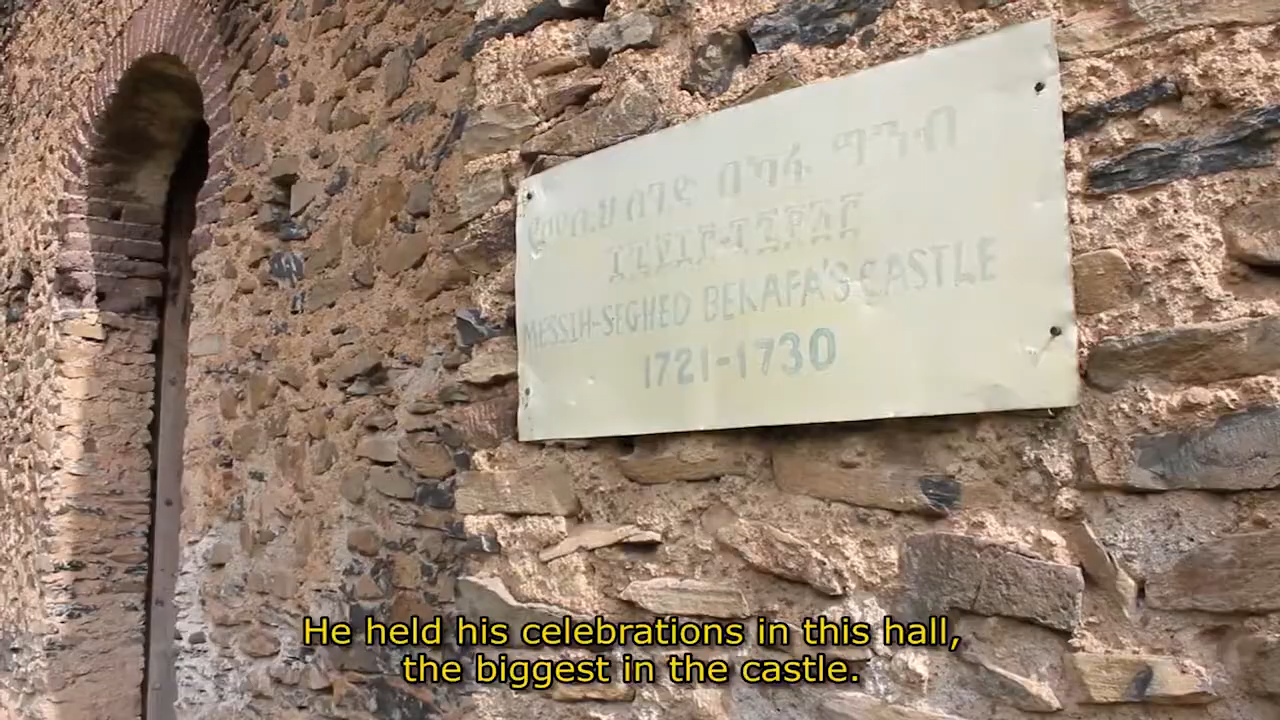 የመሲህ ሰገድ በካፋ ግንብ
MESSIH-SEGHED BEKAFA'S CASTLE
1721-1730
He held his celebrations in this hall,
the biggest in the castle.